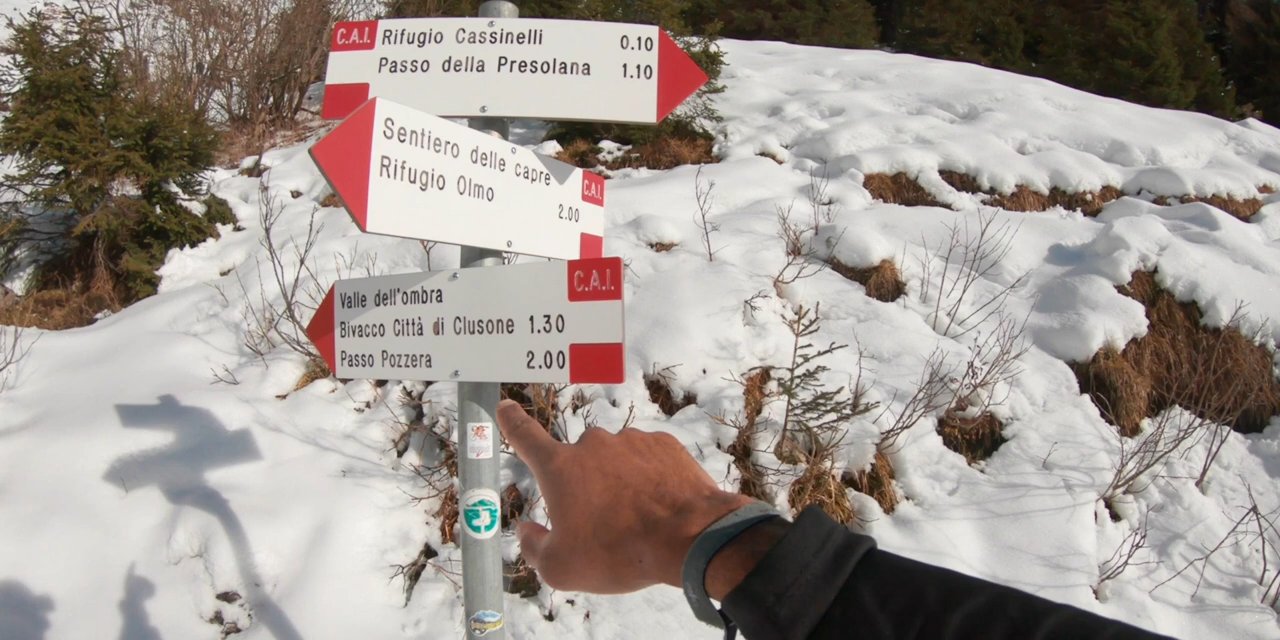 C.A.I. Rifugio Cassinelli 0.10
Passo della Presolana 1.10
Sentiero delle capre C.A.I.
Rifugio Olmo 2.00
C.A.I.
Valle dell'ombra
Bivacco Città di Clusone 1.30
Passo Pozzera 2.00